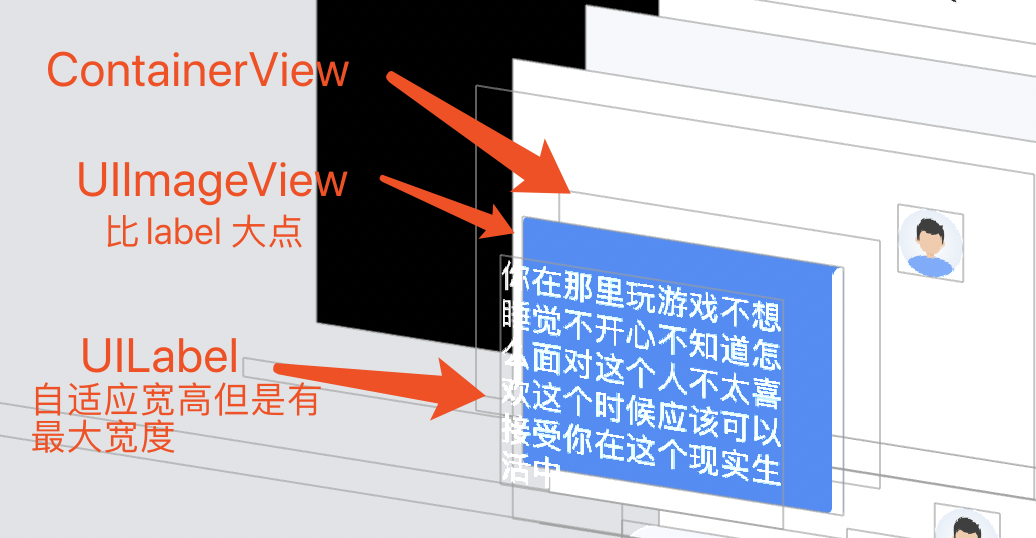 ContainerView
UIImageView
比 label 大点
UILabel
自适应宽高但是有
最大宽度
你在那里玩游戏不想
睡觉不开心不知道怎
么面对这个人不太喜
欢这个时候应该可以
接受你在这个现实生
活中